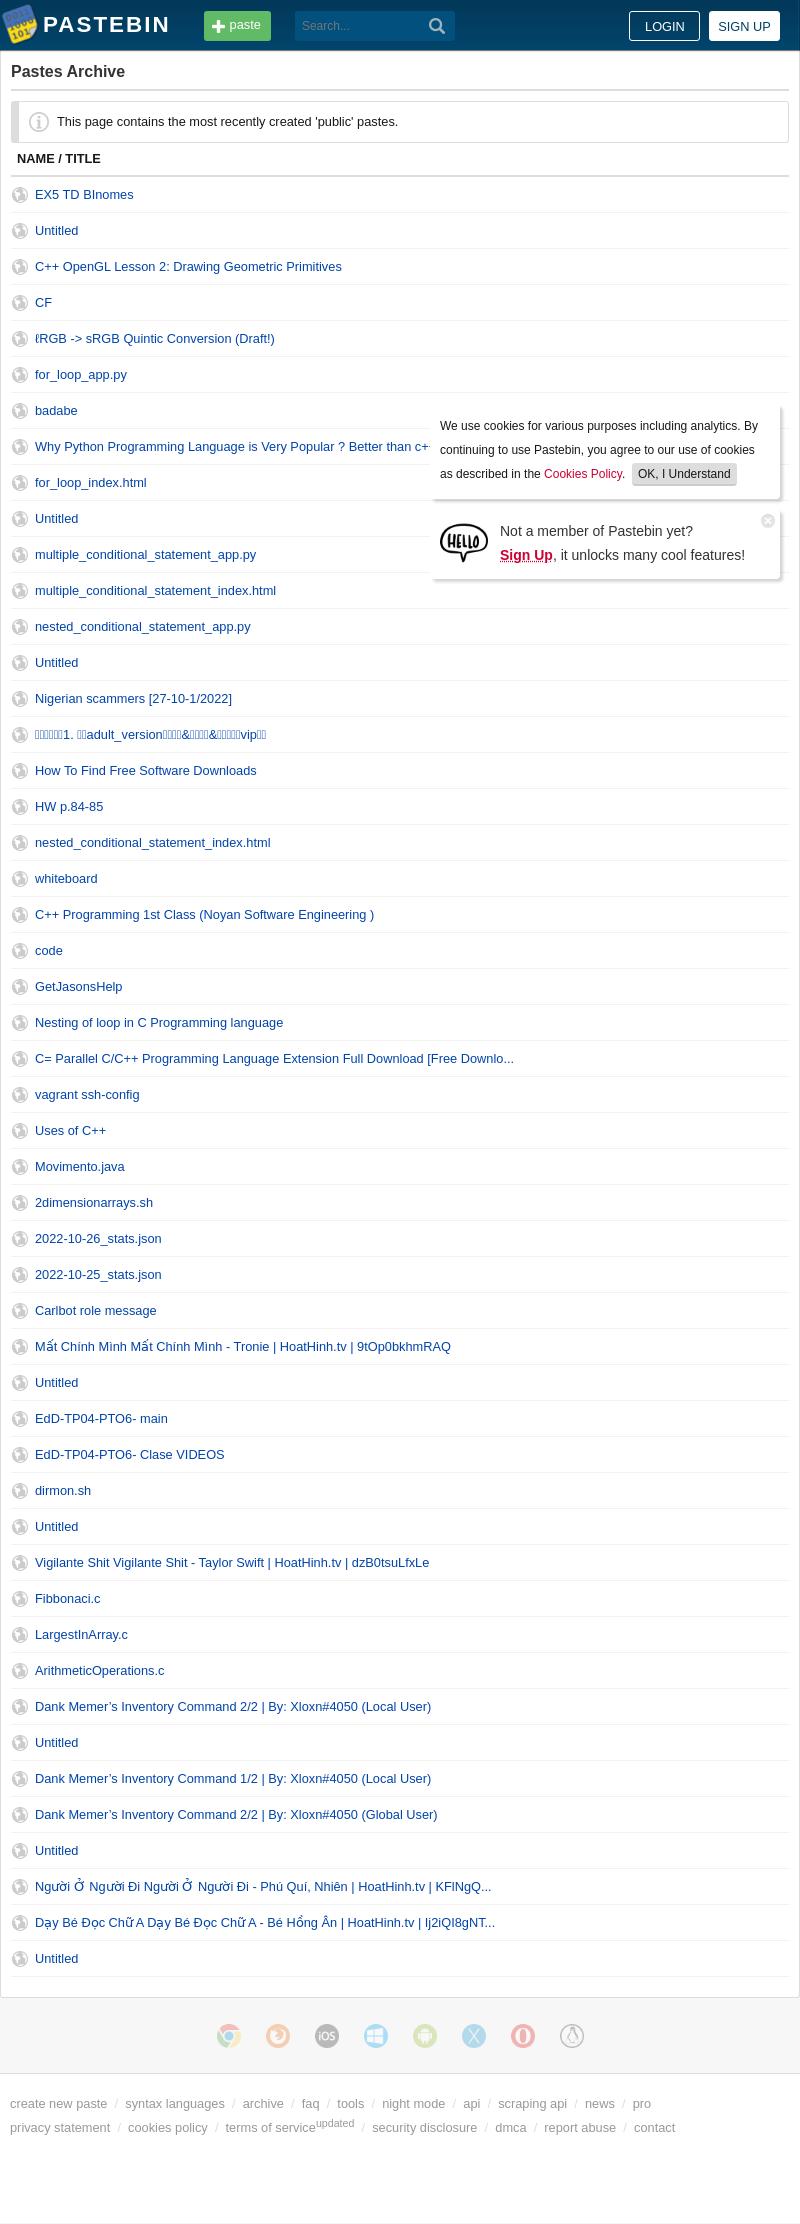 PASTEBIN
paste
Search...
LOGIN
SIGN UP
Pastes Archive
This page contains the most recently created 'public' pastes.
NAME / TITLE
EX5 TD BInomes
Untitled
C++ OpenGL Lesson 2: Drawing Geometric Primitives
CF
ℓRGB -> sRGB Quintic Conversion (Draft!)
for_loop_app.py
badabe
Why Python Programming Language is Very Popular ? Better than c+
for_loop_index.html
Untitled
multiple_conditional_statement_app.py
multiple_conditional_statement_index.html
nested_conditional_statement_app.py
Untitled
Nigerian scammers [27-10-1/2022]
1. adult_version & & vip
How To Find Free Software Downloads
HW p.84-85
nested_conditional_statement_index.html
whiteboard
C++ Programming 1st Class (Noyan Software Engineering )
code
GetJasonsHelp
Nesting of loop in C Programming language
C= Parallel C/C++ Programming Language Extension Full Download [Free Downlo...
vagrant ssh-config
Uses of C++
Movimento.java
2dimensionarrays.sh
2022-10-26_stats.json
2022-10-25_stats.json
Carlbot role message
Mất Chính Mình Mất Chính Mình - Tronie | HoatHinh.tv | 9tOp0bkhmRAQ
Untitled
EdD-TP04-PTO6- main
EdD-TP04-PTO6- Clase VIDEOS
dirmon.sh
Untitled
Vigilante Shit Vigilante Shit - Taylor Swift | HoatHinh.tv | dzB0tsuLfxLe
Fibbonaci.c
LargestInArray.c
ArithmeticOperations.c
Dank Memer’s Inventory Command 2/2 | By: Xloxn#4050 (Local User)
Untitled
Dank Memer’s Inventory Command 1/2 | By: Xloxn#4050 (Local User)
Dank Memer’s Inventory Command 2/2 | By: Xloxn#4050 (Global User)
Untitled
Người Ở Người Đi Người Ở Người Đi - Phú Quí, Nhiên | HoatHinh.tv | KFlNgQ...
Dạy Bé Đọc Chữ A Dạy Bé Đọc Chữ A - Bé Hồng Ân | HoatHinh.tv | Ij2iQI8gNT...
Untitled
We use cookies for various purposes including analytics. By
continuing to use Pastebin, you agree to our use of cookies
as described in the Cookies Policy. OK, I Understand
HELLO
Not a member of Pastebin yet?
Sign Up, it unlocks many cool features!
iOS
create new paste / syntax languages / archive / faq / tools / night mode / api / scraping api / news / pro
privacy statement / cookies policy / terms of serviceupdated / security disclosure / dmca / report abuse / contact